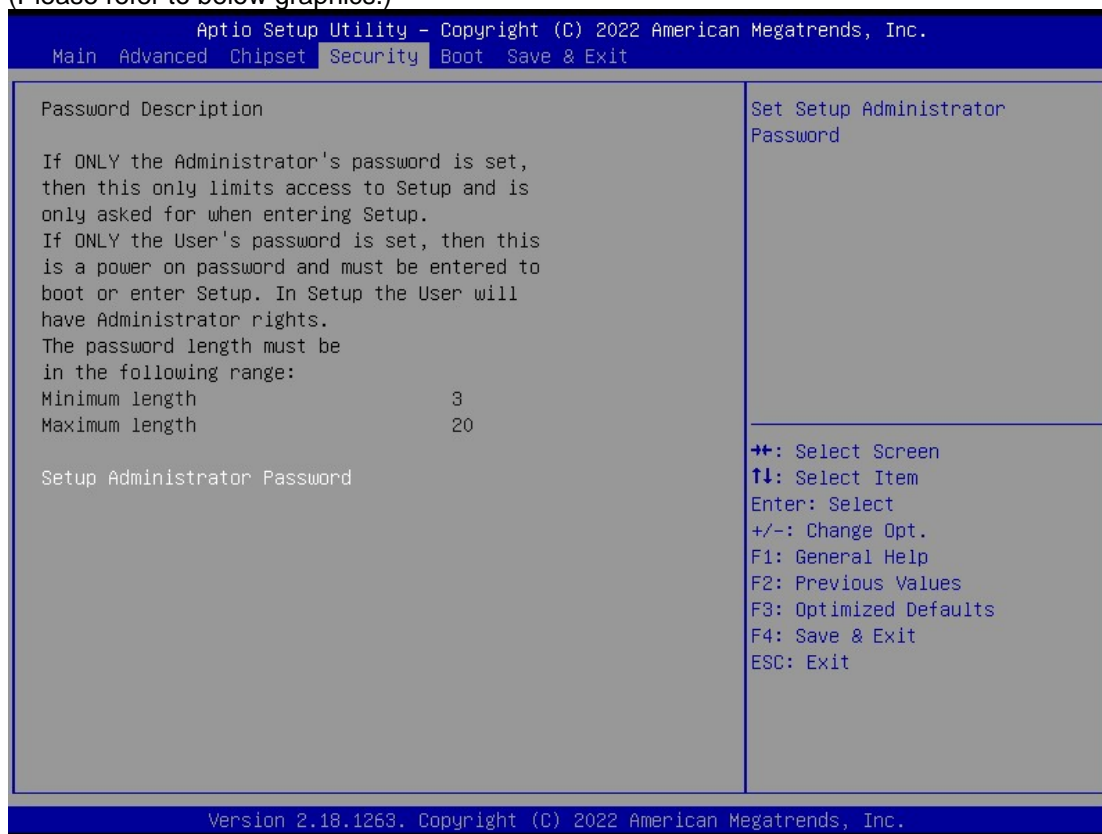 (Please refer to below graphics.)
Aptio Setup Utility – Copyright (C) 2022 American Megatrends, Inc.
Main Advanced Chipset Security Boot Save & Exit
Password Description
If ONLY the Administrator's password is set,
then this only limits access to Setup and is
only asked for when entering Setup.
If ONLY the User's password is set, then this
is a power on password and must be entered to
boot or enter Setup. In Setup the User will
have Administrator rights.
The password length must be
in the following range:
Minimum length 3
Maximum length 20
Setup Administrator Password
Set Setup Administrator
Password
→←: Select Screen
↑↓: Select Item
Enter: Select
+/-: Change Opt.
F1: General Help
F2: Previous Values
F3: Optimized Defaults
F4: Save & Exit
ESC: Exit
Version 2.18.1263. Copyright (C) 2022 American Megatrends, Inc.